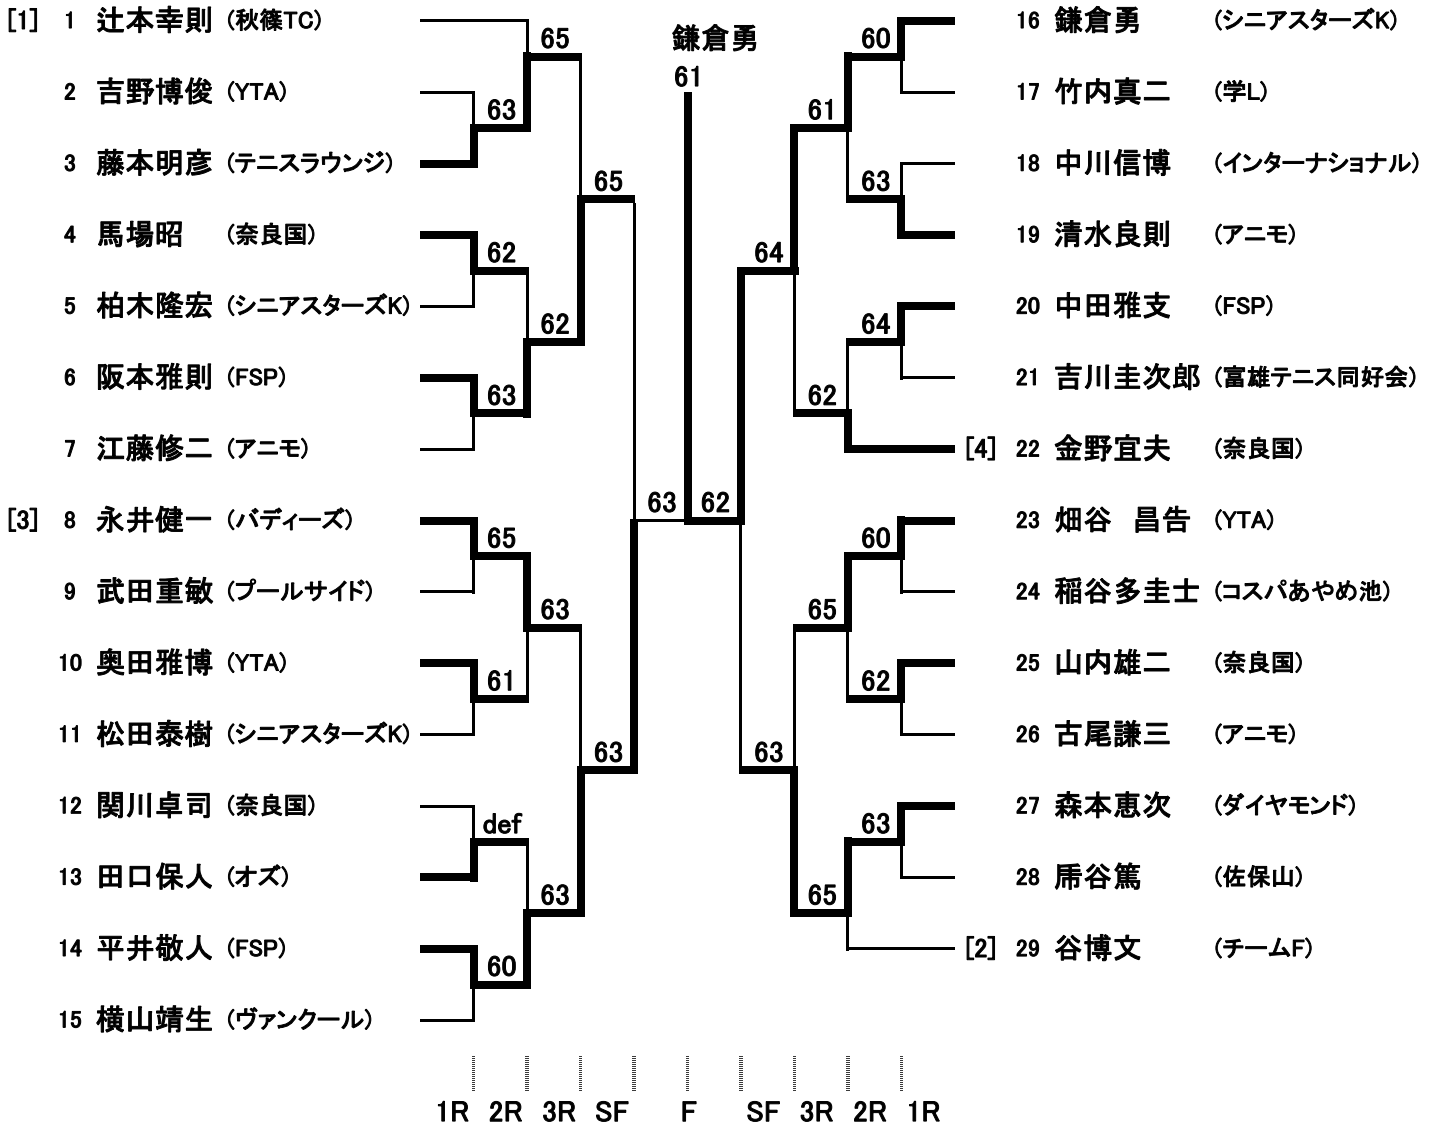 [1] 1 辻本幸則 (秋篠TC)
2 吉野博俊 (YTA)
3 藤本明彦 (テニスラウンジ)
4 馬場昭 (奈良国)
5 柏木隆宏 (シニアスターズK)
6 阪本雅則 (FSP)
7 江藤修二 (アニモ)
[3] 8 永井健一 (バディーズ)
9 武田重敏 (プールサイド)
10 奥田雅博 (YTA)
11 松田泰樹 (シニアスターズK)
12 関川卓司 (奈良国)
13 田口保人 (オズ)
14 平井敬人 (FSP)
15 横山靖生 (ヴァンクール)
63
62
63
65
61
def
60
65
62
63
63
65
63
63
鎌倉勇
61
62
64
63
61
62
65
65
60
63
64
60
62
63
16 鎌倉勇 (シニアスターズK)
17 竹内真二 (学L)
18 中川信博 (インターナショナル)
19 清水良則 (アニモ)
20 中田雅支 (FSP)
21 吉川圭次郎 (富雄テニス同好会)
[4] 22 金野宜夫 (奈良国)
23 畑谷 昌告 (YTA)
24 稲谷多圭士 (コスパあやめ池)
25 山内雄二 (奈良国)
26 古尾謙三 (アニモ)
27 森本恵次 (ダイヤモンド)
28 谷篤 (佐保山)
[2] 29 谷博文 (チームF)
1R 2R 3R SF F SF 3R 2R 1R